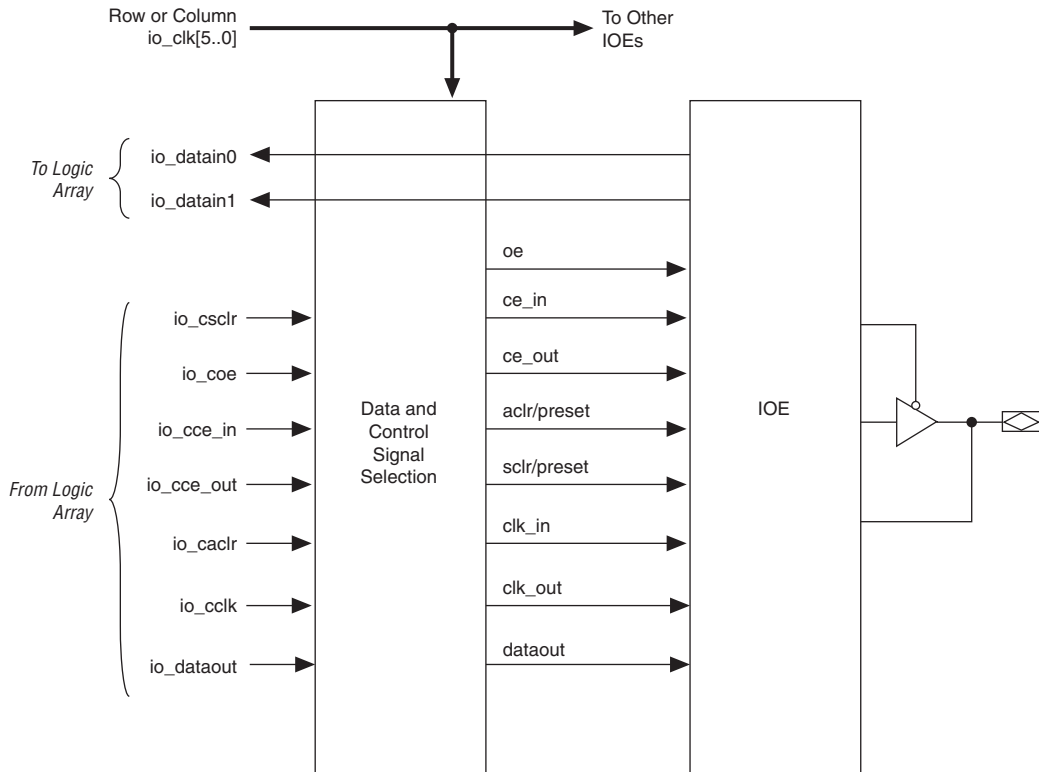 Row or Column
io_clk[5..0]
To Other
IOEs
To Logic
Array
io_datain0
io_datain1
From Logic
Array
io_csclr
io_coe
io_cce_in
io_cce_out
io_caclr
io_cclk
io_dataout
Data and
Control
Signal
Selection
oe
ce_in
ce_out
aclr/preset
sclr/preset
clk_in
clk_out
dataout
IOE